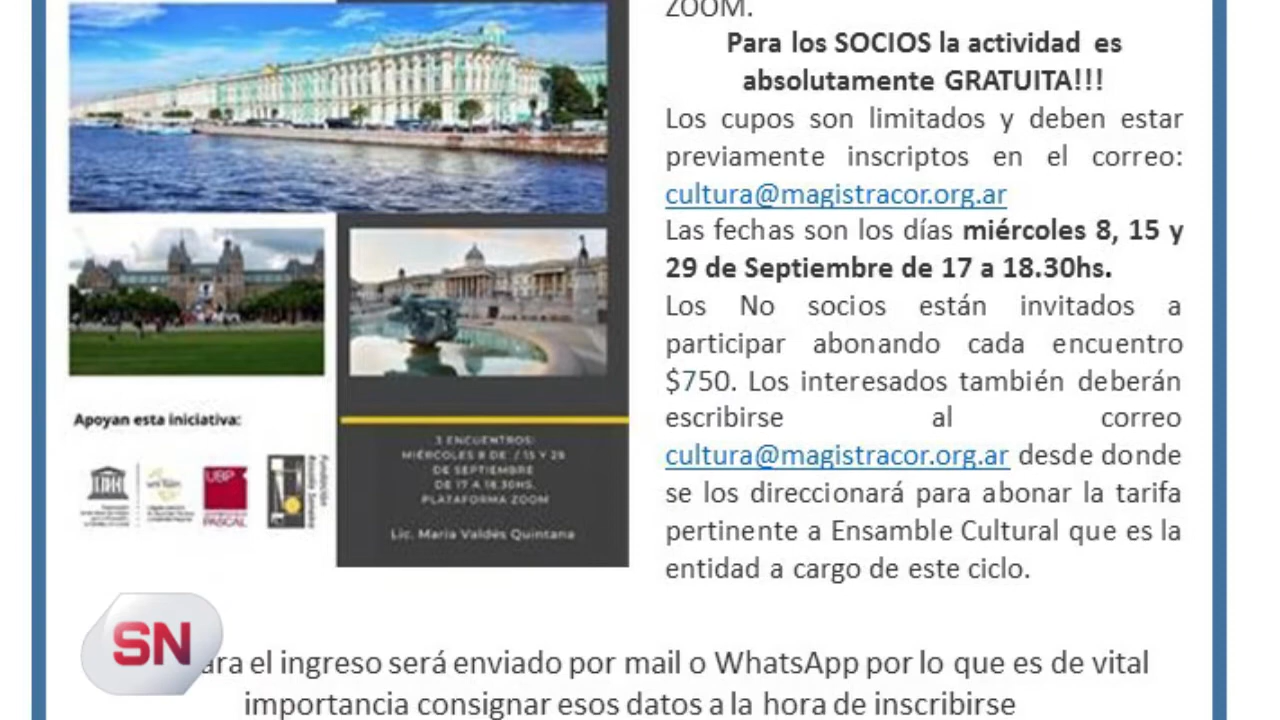 ZOOM.
Para los SOCIOS la actividad es
absolutamente GRATUITA!!!
Los cupos son limitados y deben estar
previamente inscriptos en el correo:
cultura@magistracor.org.ar
Las fechas son los días miércoles 8, 15 y
29 de Septiembre de 17 a 18.30hs.
Los No socios están invitados a
participar abonando cada encuentro
$750. Los interesados también deberán
escribirse al correo
cultura@magistracor.org.ar desde donde
se los direccionará para abonar la tarifa
pertinente a Ensamble Cultural que es la
entidad a cargo de este ciclo.
Apoyan esta iniciativa:
UBP
PASCAL
3 ENCUENTROS:
MIÉRCOLES 8 DE / 15 Y 29
DE SEPTIEMBRE
DE 17 A 18.30HS.
PLATAFORMA ZOOM
Lic. María Valdés Quintana
SN
ara el ingreso será enviado por mail o WhatsApp por lo que es de vital
importancia consignar esos datos a la hora de inscribirse